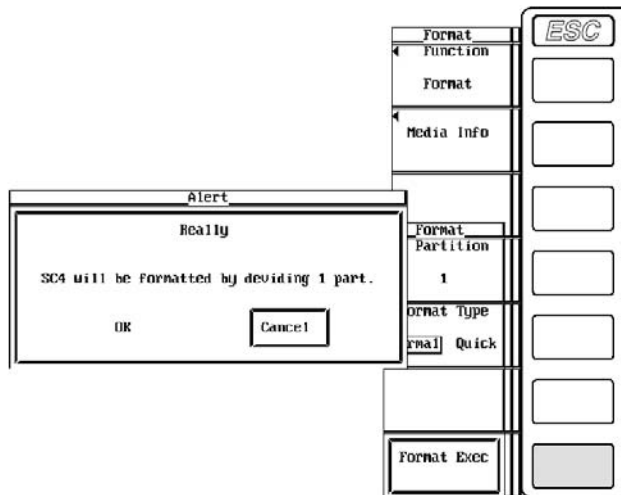 ESC
Format
Function
Format
Media Info
Alert
Really
SC4 will be formatted by deviding 1 part.
OK
Cancel
Format
Partition
1
ormat Type
rmal Quick
Format Exec